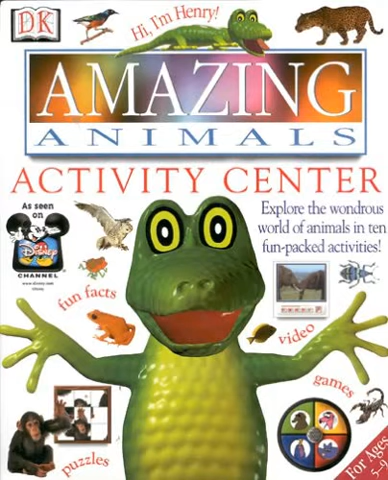 DK
Hi, I'm Henry!
AMAZING
ANIMALS
ACTIVITY CENTER
As seen
on
Disney
CHANNEL
Explore the wondrous
world of animals in ten
fun-packed activities!
fun facts
video
games
puzzles
For Ages
5-9